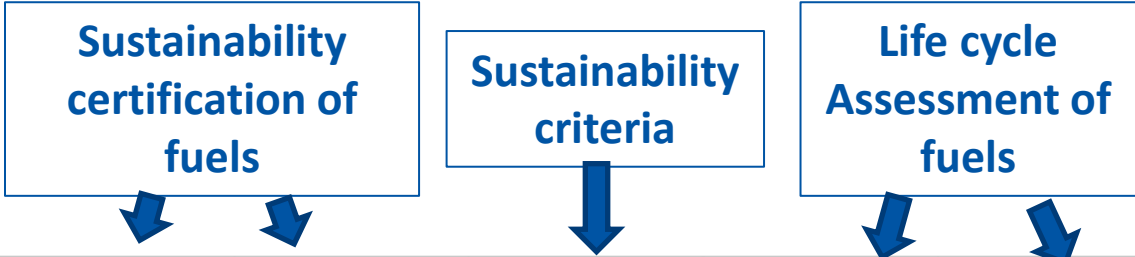 Sustainability
certification of
fuels
Sustainability
criteria
Life cycle
Assessment of
fuels